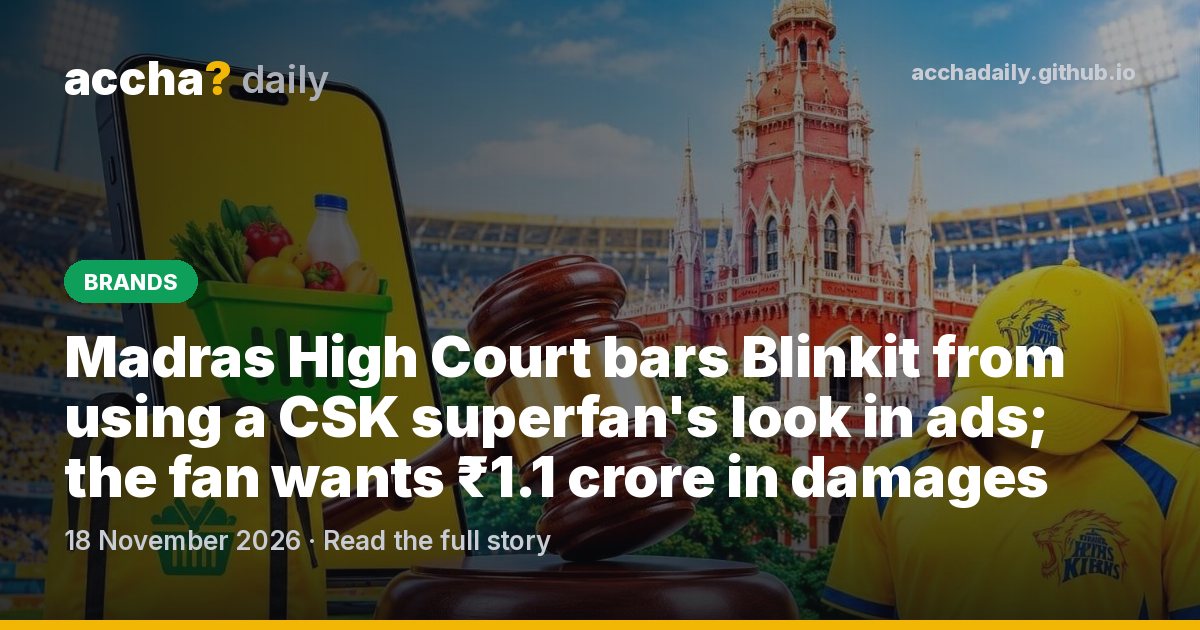 accha? daily
acchadaily.github.io
BRANDS
Madras High Court bars Blinkit from
using a CSK superfan's look in ads;
the fan wants ₹1.1 crore in damages
18 November 2026 · Read the full story